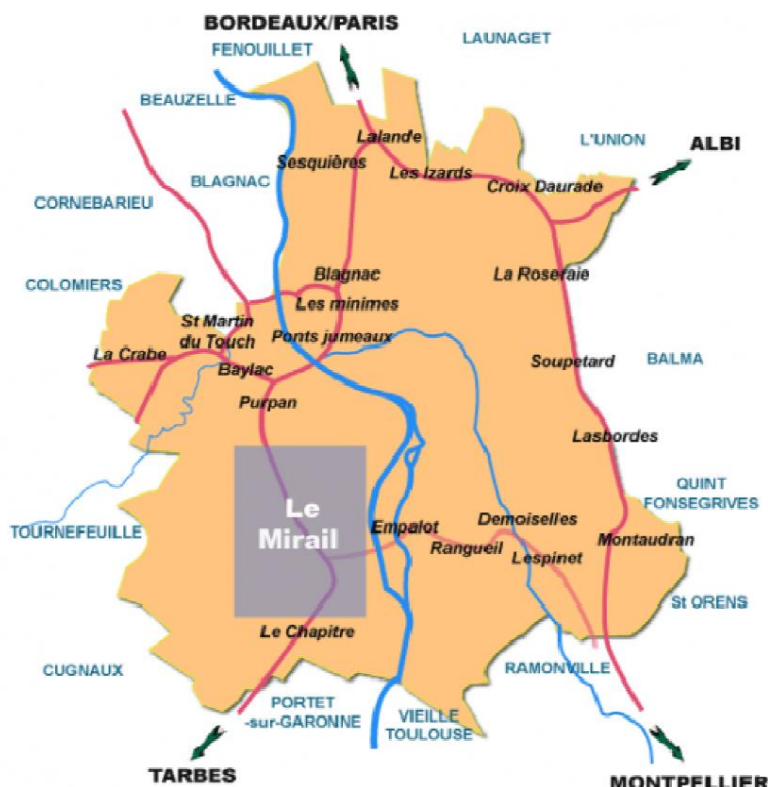 BORDEAUX/PARIS
LAUNAGET
FENOUILLET
BEAUZELLE
Lalande
L'UNION
ALBI
Sesquières
Les Izards
BLAGNAC
Croix Daurade
CORNEBARIEU
Blagnac
La Roseraie
COLOMIERS
Les minimes
St Martin
du Touch
Ponts jumeaux
La Crabe
Soupetard
BALMA
Baylac
Purpan
Lasbordes
QUINT
FONSEGRIVES
Le
Mirail
TOURNEFEUILLE
Empalot
Demoiselles
Rangueil
Lespinet
Montaudran
St ORENS
Le Chapitre
CUGNAUX
RAMONVILLE
PORTET
-sur-GARONNE
VIEILLE
TOULOUSE
TARBES
MONTPELLIER